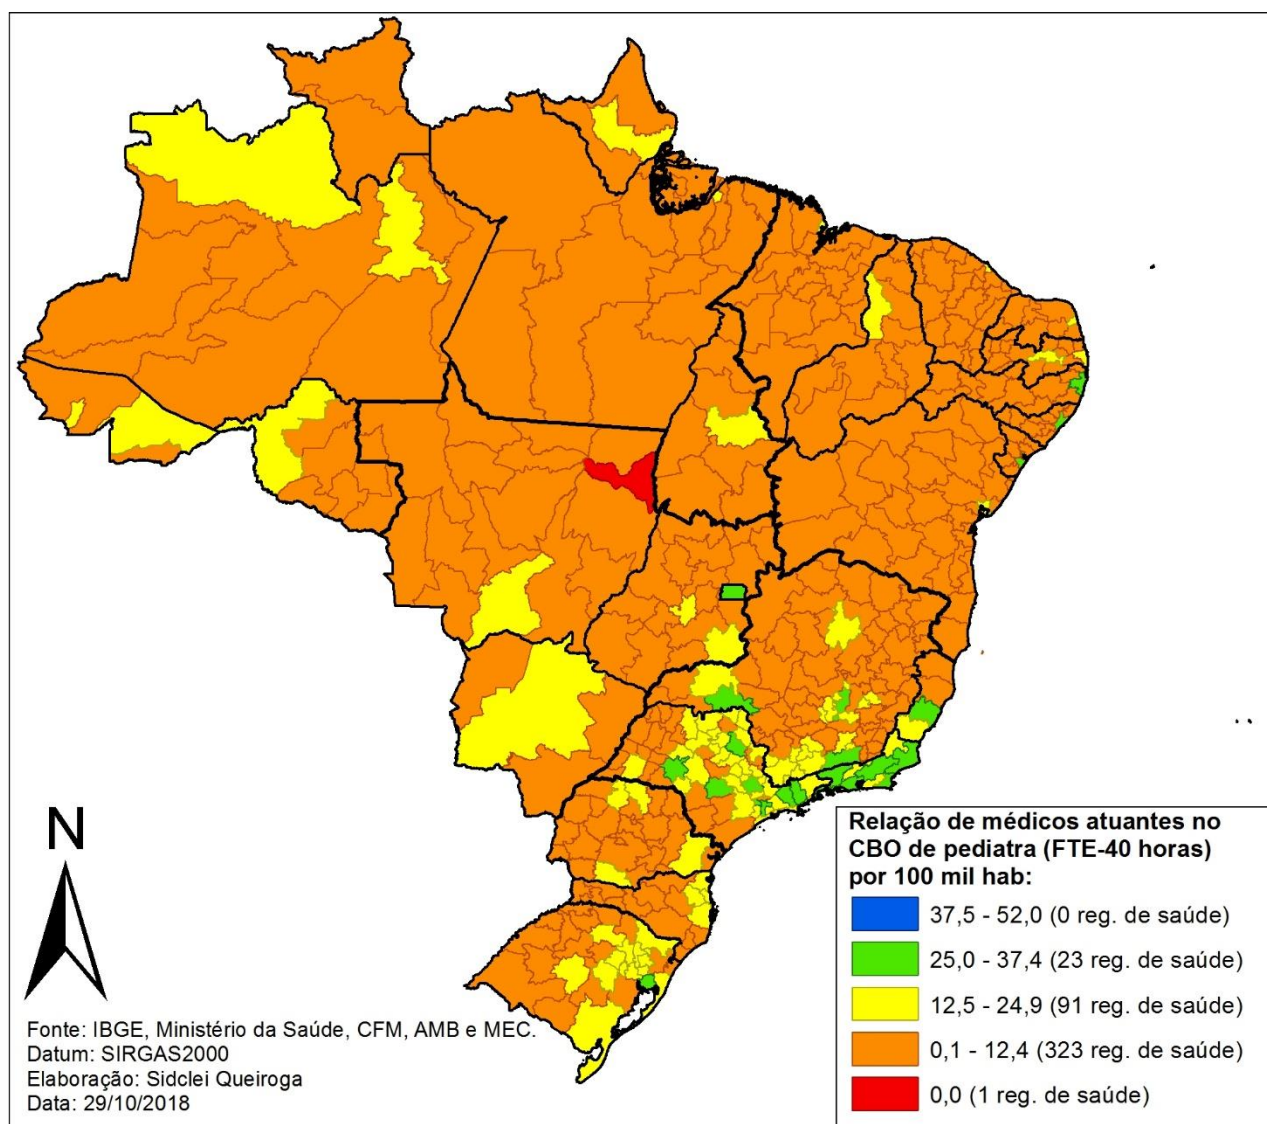 N
Fonte: IBGE, Ministério da Saúde, CFM, AMB e MEC.
Datum: SIRGAS2000
Elaboração: Sidclei Queiroga
Data: 29/10/2018
Relação de médicos atuantes no
CBO de pediatra (FTE-40 horas)
por 100 mil hab:
37,5 - 52,0 (0 reg. de saúde)
25,0 - 37,4 (23 reg. de saúde)
12,5 - 24,9 (91 reg. de saúde)
0,1 - 12,4 (323 reg. de saúde)
0,0 (1 reg. de saúde)